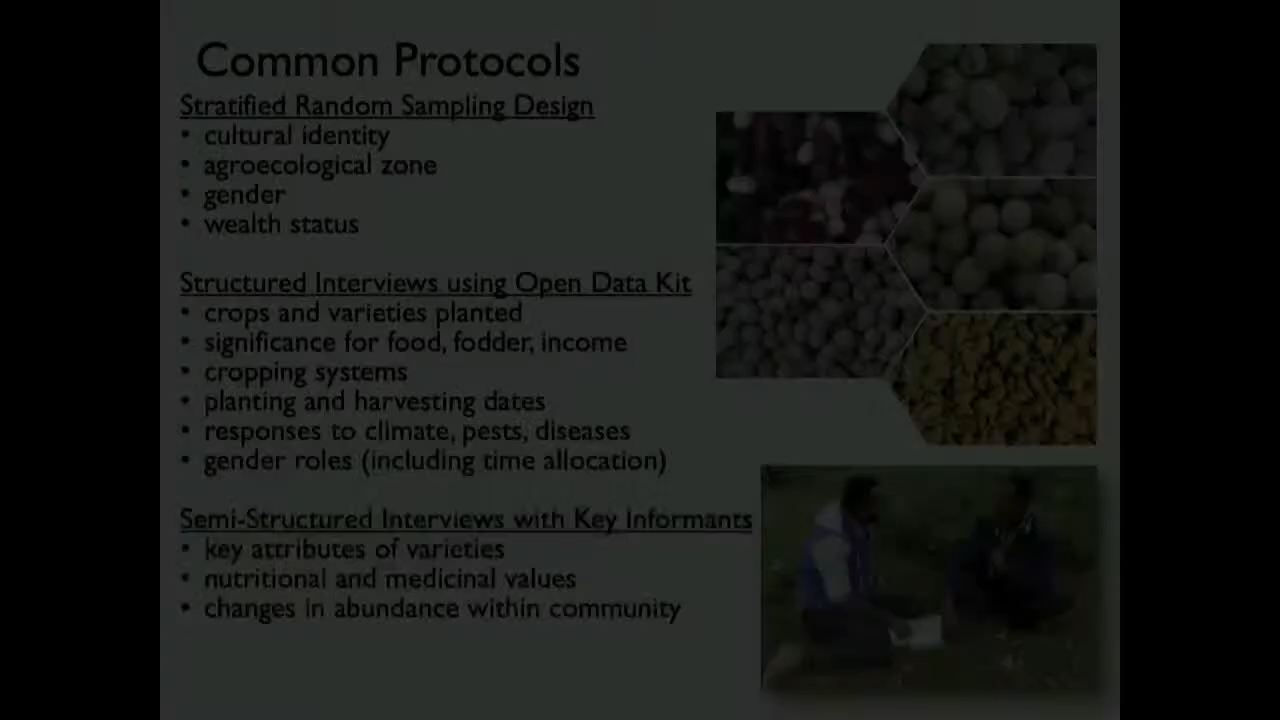 Common Protocols
Stratified Random Sampling Design
• cultural identity
• agroecological zone
• gender
• wealth status
Structured Interviews using Open Data Kit
• crops and varieties planted
• significance for food, fodder, income
• cropping systems
• planting and harvesting dates
• responses to climate, pests, diseases
• gender roles (including time allocation)
Semi-Structured Interviews with Key Informants
• key attributes of varieties
• nutritional and medicinal values
• changes in abundance within community